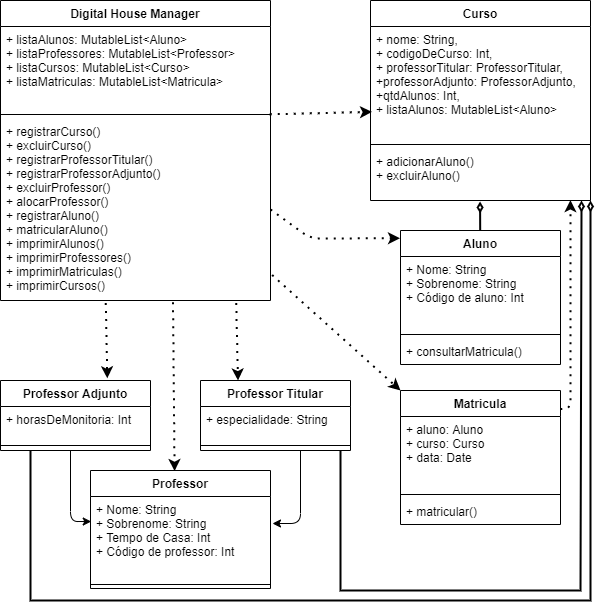 Digital House Manager
+ listaAlunos: MutableList<Aluno>
+ listaProfessores: MutableList<Professor>
+ listaCursos: MutableList<Curso>
+ listaMatriculas: MutableList<Matricula>
+ registrarCurso()
+ excluirCurso()
+ registrarProfessorTitular()
+ registrarProfessorAdjunto()
+ excluirProfessor()
+ alocarProfessor()
+ registrarAluno()
+ matricularAluno()
+ imprimirAlunos()
+ imprimirProfessores()
+ imprimirMatriculas()
+ imprimirCursos()
Curso
+ nome: String,
+ codigoDeCurso: Int,
+ professorTitular: ProfessorTitular,
+professorAdjunto: ProfessorAdjunto,
+qtdAlunos: Int,
+ listaAlunos: MutableList<Aluno>
+ adicionarAluno()
+ excluirAluno()
Aluno
+ Nome: String
+ Sobrenome: String
+ Código de aluno: Int
+ consultarMatricula()
Professor Adjunto
+ horasDeMonitoria: Int
Professor Titular
+ especialidade: String
Matricula
+ aluno: Aluno
+ curso: Curso
+ data: Date
+ matricular()
Professor
+ Nome: String
+ Sobrenome: String
+ Tempo de Casa: Int
+ Código de professor: Int